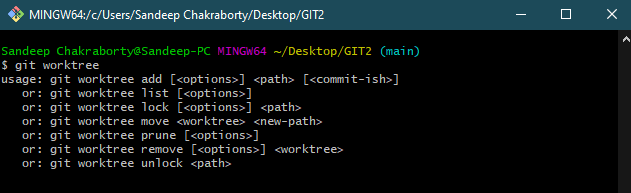 MINGW64:/c/Users/Sandeep Chakraborty/Desktop/GIT2
Sandeep Chakraborty@Sandeep-PC MINGW64 ~/Desktop/GIT2 (main)
$ git worktree
usage: git worktree add [<options>] <path> [<commit-ish>]
   or: git worktree list [<options>]
   or: git worktree lock [<options>] <path>
   or: git worktree move <worktree> <new-path>
   or: git worktree prune [<options>]
   or: git worktree remove [<options>] <worktree>
   or: git worktree unlock <path>